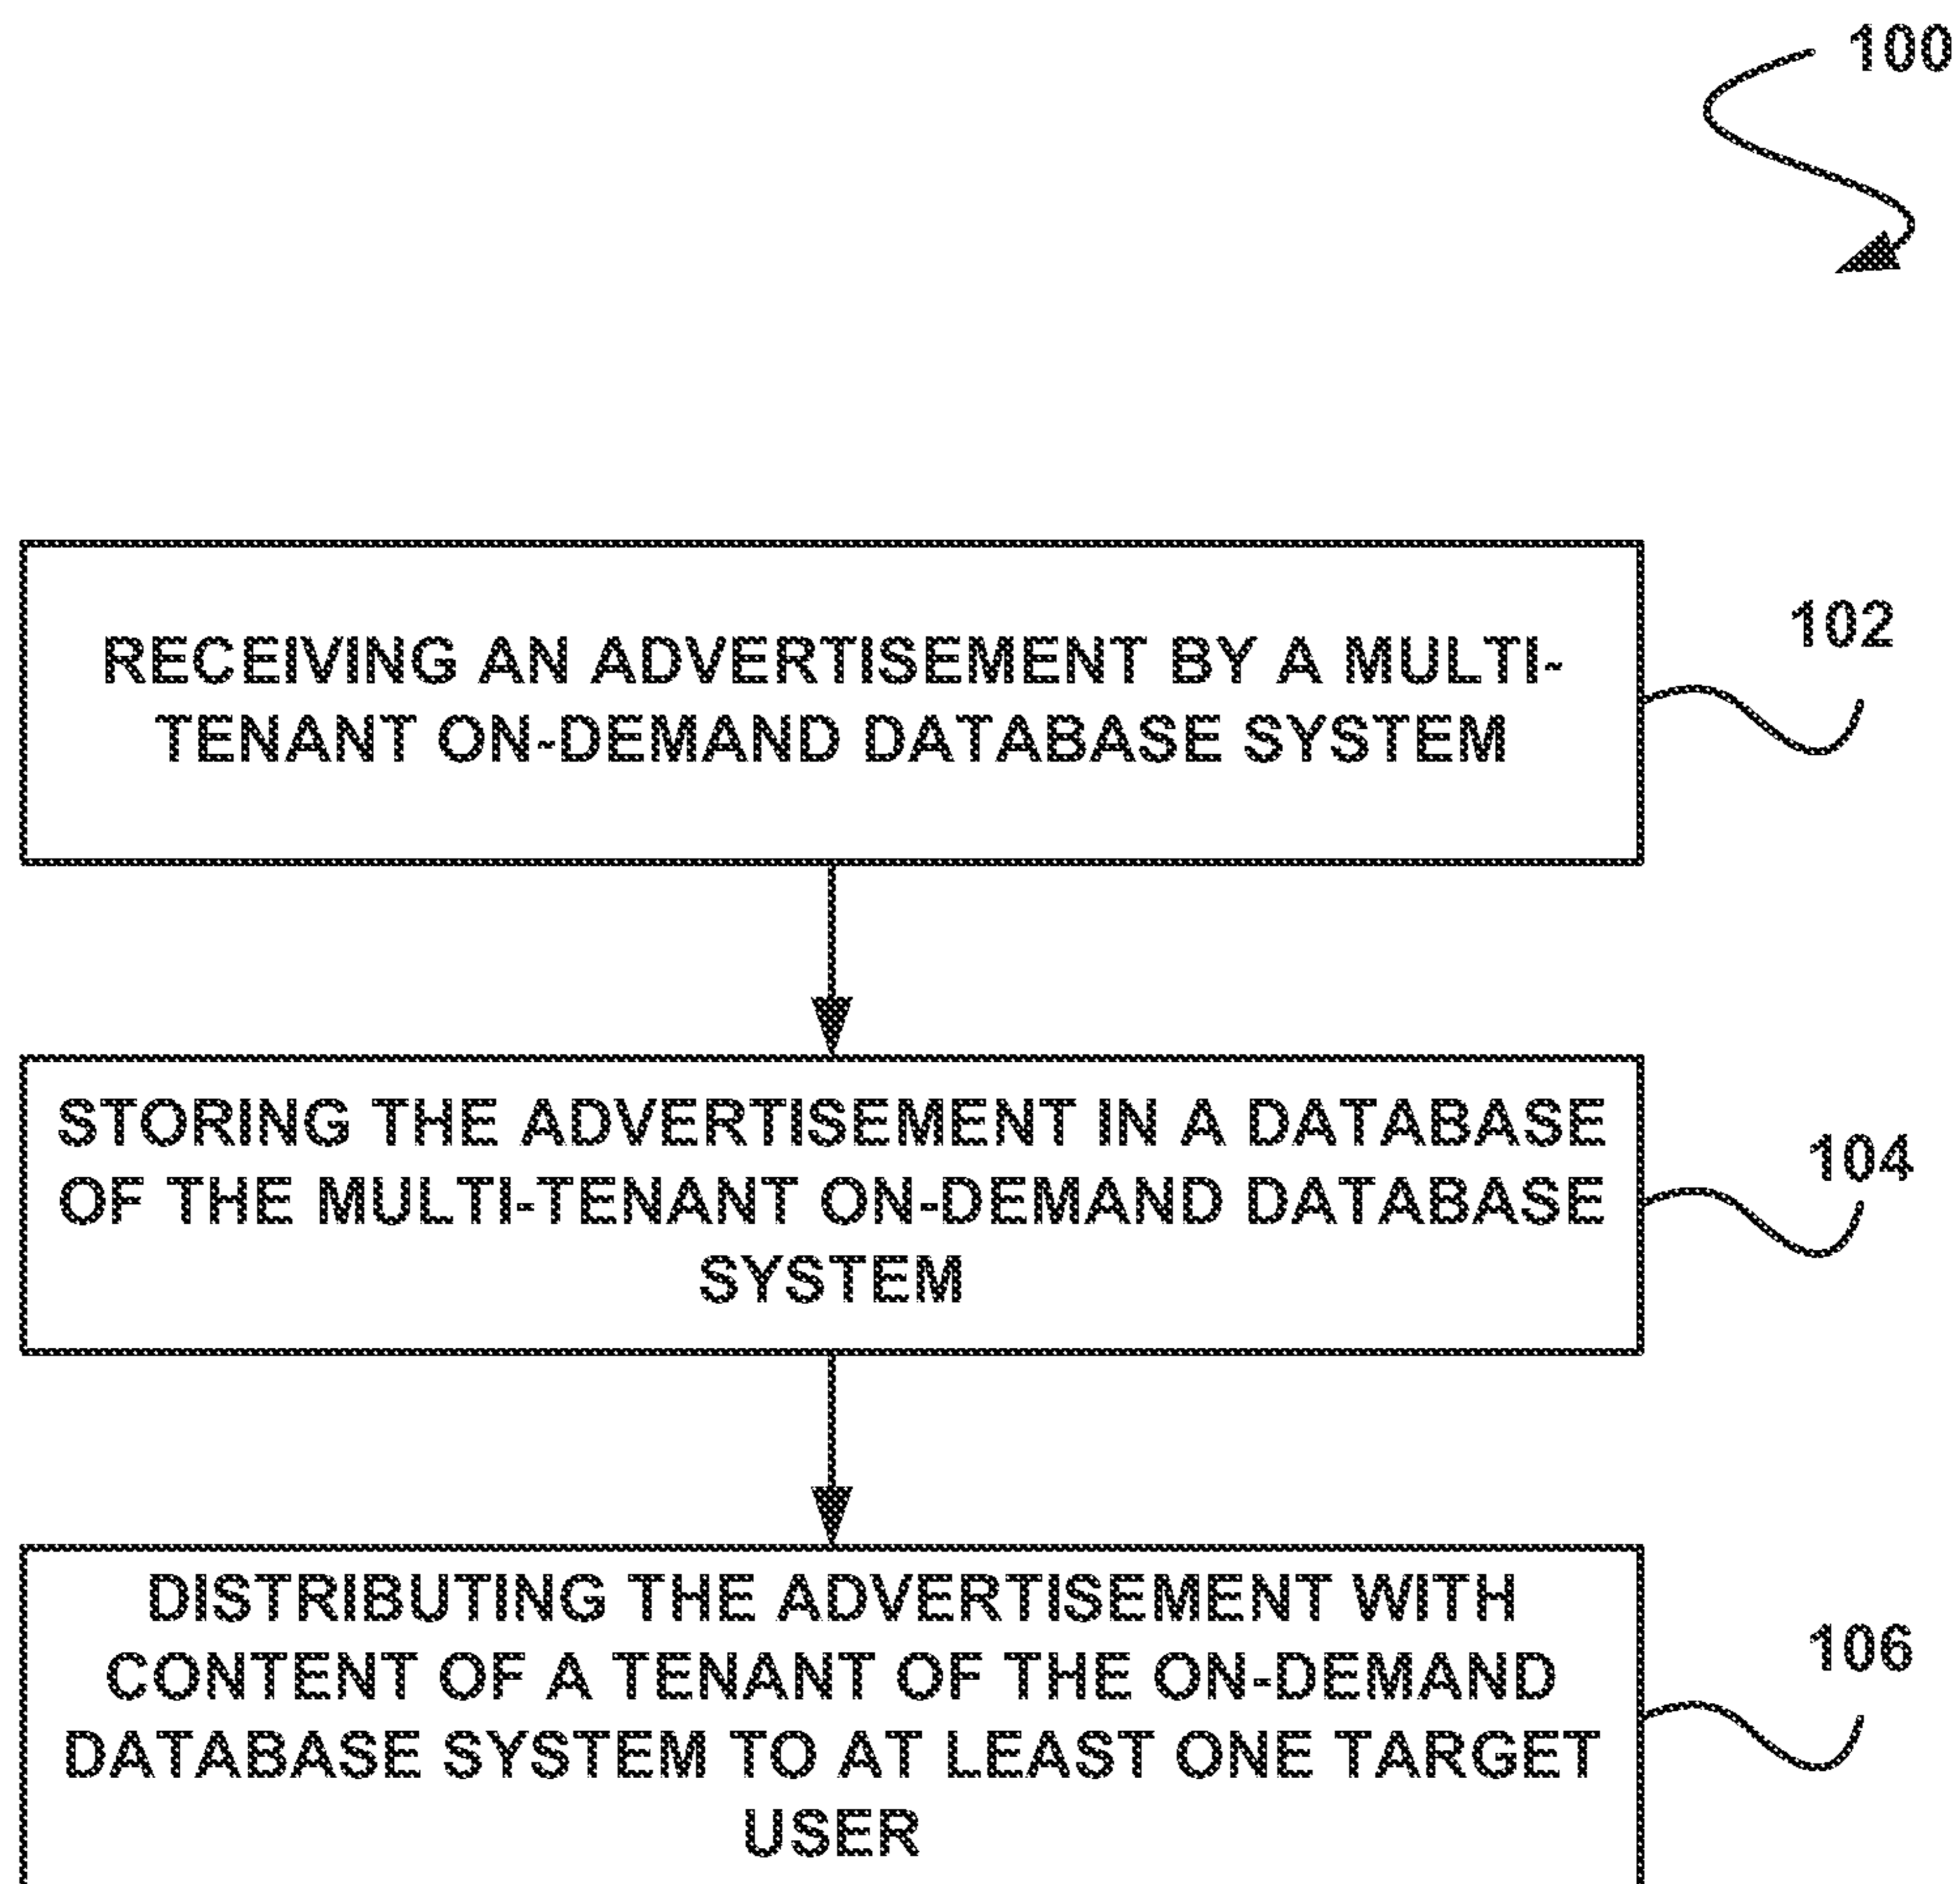 100
RECEIVING AN ADVERTISEMENT BY A MULTI-
TENANT ON-DEMAND DATABASE SYSTEM
102
STORING THE ADVERTISEMENT IN A DATABASE
OF THE MULTI-TENANT ON-DEMAND DATABASE
SYSTEM
104
DISTRIBUTING THE ADVERTISEMENT WITH
CONTENT OF A TENANT OF THE ON-DEMAND
DATABASE SYSTEM TO AT LEAST ONE TARGET
USER
106